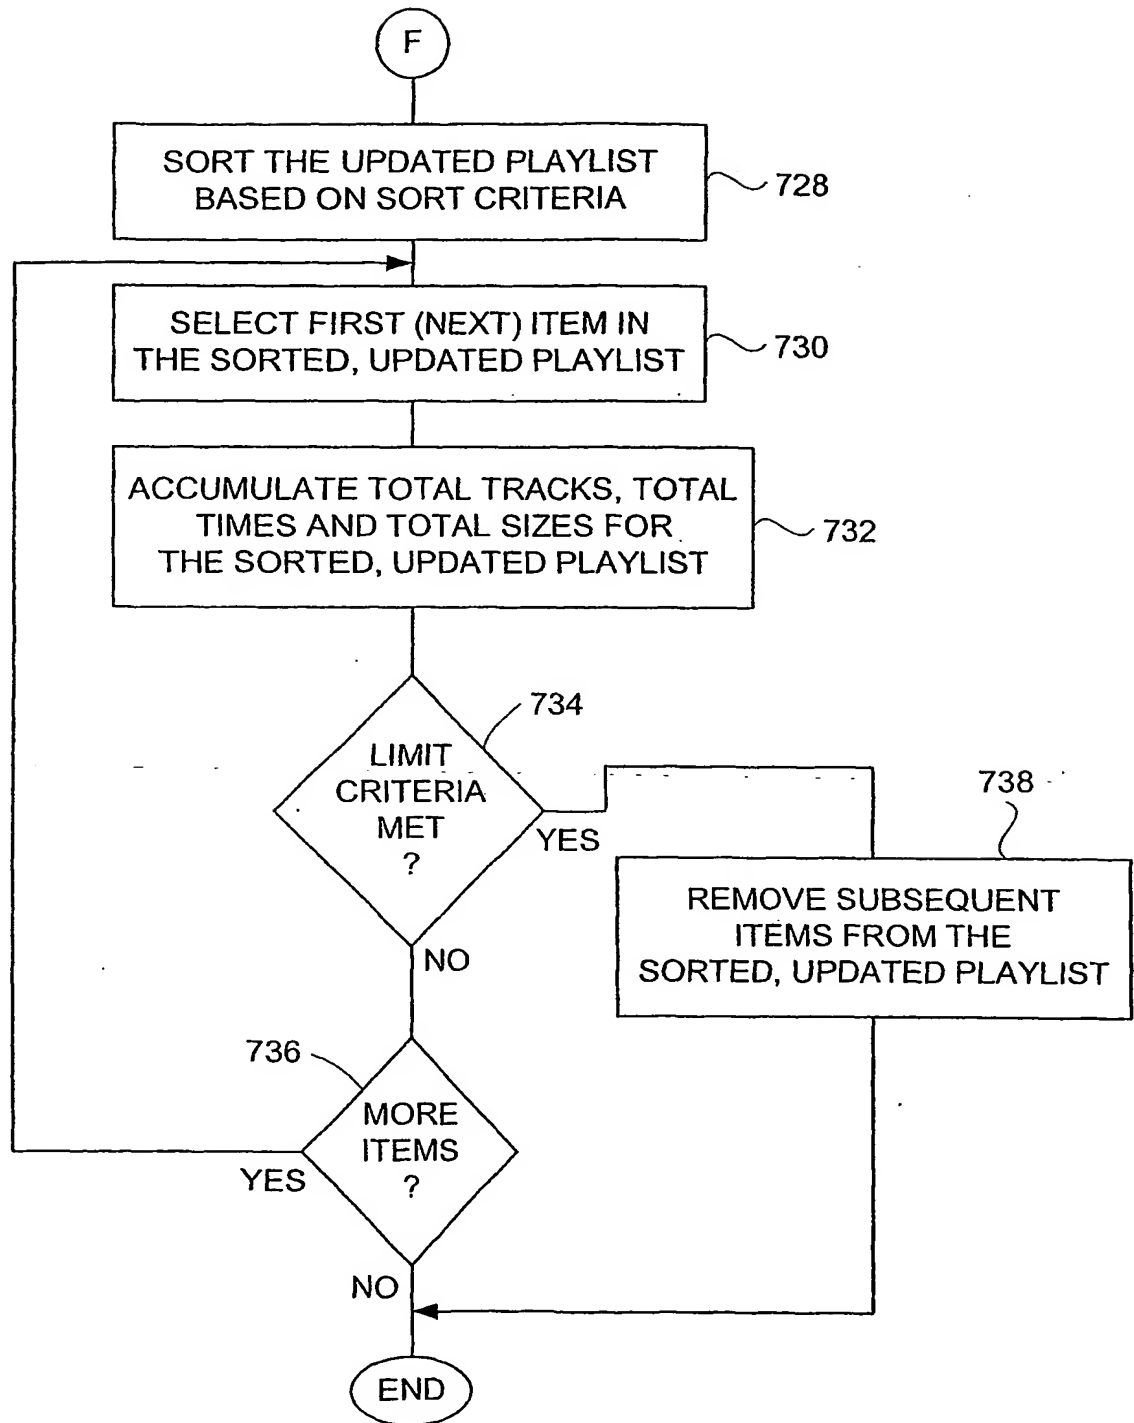 F
SORT THE UPDATED PLAYLIST
BASED ON SORT CRITERIA
728
SELECT FIRST (NEXT) ITEM IN
THE SORTED, UPDATED PLAYLIST
730
ACCUMULATE TOTAL TRACKS, TOTAL
TIMES AND TOTAL SIZES FOR
THE SORTED, UPDATED PLAYLIST
732
734
LIMIT
CRITERIA
MET
?
YES
NO
738
REMOVE SUBSEQUENT
ITEMS FROM THE
SORTED, UPDATED PLAYLIST
736
MORE
ITEMS
?
YES
NO
END